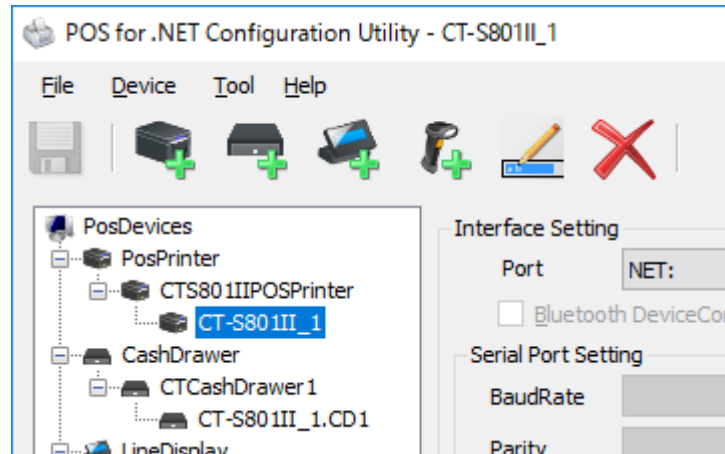 POS for .NET Configuration Utility - CT-S801II_1
File Device Tool Help
PosDevices
PosPrinter
CTS801IIPOSPrinter
CT-S801II_1
CashDrawer
CTCashDrawer1
CT-S801II_1.CD1
LineDisplay
Interface Setting
Port NET:
Bluetooth DeviceCo
Serial Port Setting
BaudRate
Parity